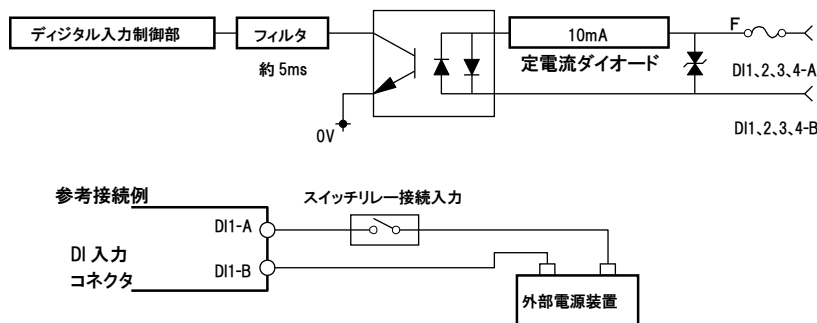 ディジタル入力制御部
フィルタ
10mA
F
約 5ms
定電流ダイオード
DI1、2、3、4-A
0V
DI1、2、3、4-B
参考接続例
スイッチリレー接続入力
DI1-A
DI 入力
コネクタ
DI1-B
外部電源装置